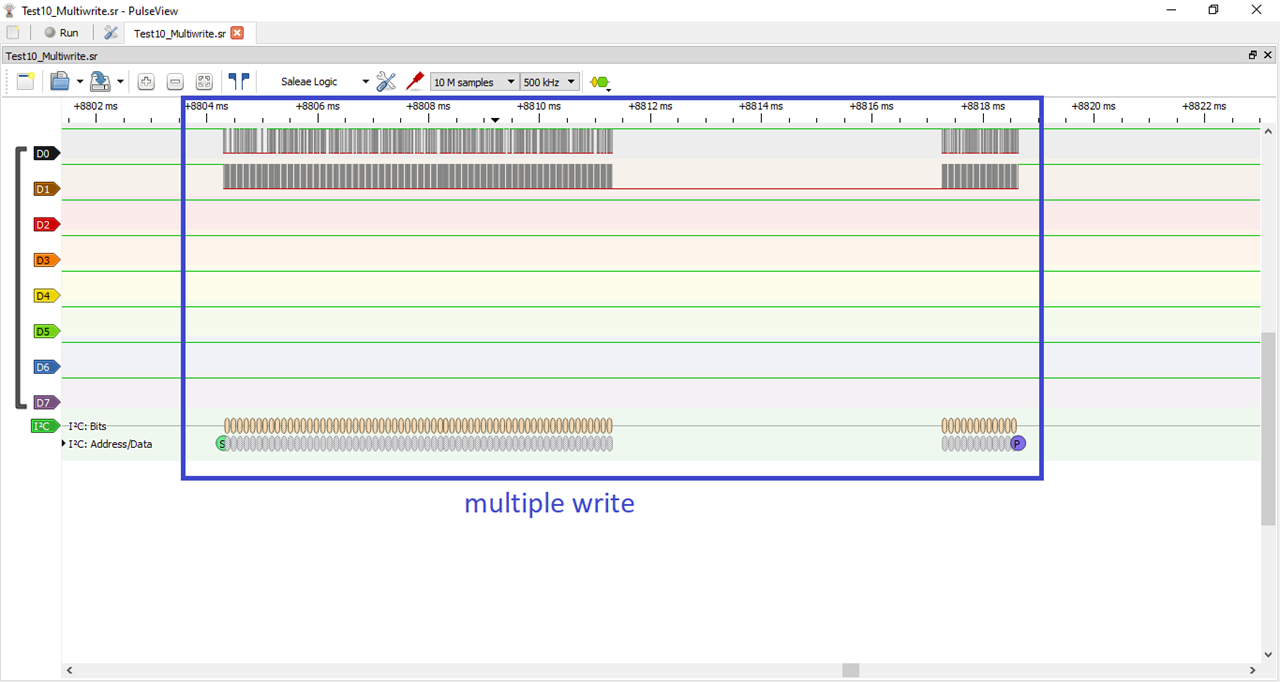 Test10_Multiwrite.sr - PulseView
Run
Test10_Multiwrite.sr
Test10_Multiwrite.sr
Saleae Logic
10 M samples
500 kHz
+8802 ms +8804 ms +8806 ms +8808 ms +8810 ms +8812 ms +8814 ms +8816 ms +8818 ms +8820 ms +8822 ms
D0
D1
D2
D3
D4
D5
D6
D7
I²C I²C: Bits
I²C: Address/Data S P
multiple write